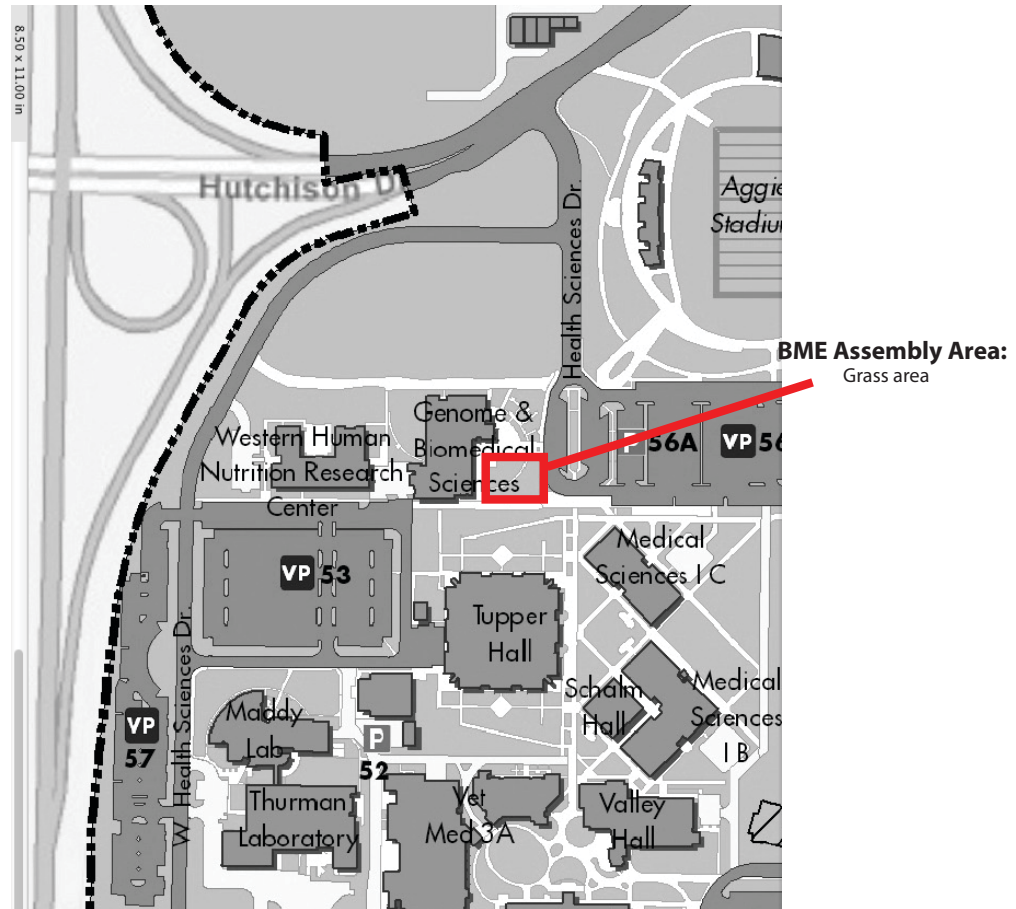 8.50 x 11.00 in
Hutchison D
Health Sciences Dr.
Aggie
Stadiu
BME Assembly Area:
Grass area
Genome &
Biomedical
Sciences
Western Human
Nutrition Research
Center
P 56A
VP 56
Medical
Sciences I C
VP 53
Tupper
Hall
W. Health Sciences Dr.
Schalm
Hall
Medical
Sciences
I B
Maddy
Lab
VP
57
P
52
Thurman
Laboratory
Vet
Med 3A
Valley
Hall